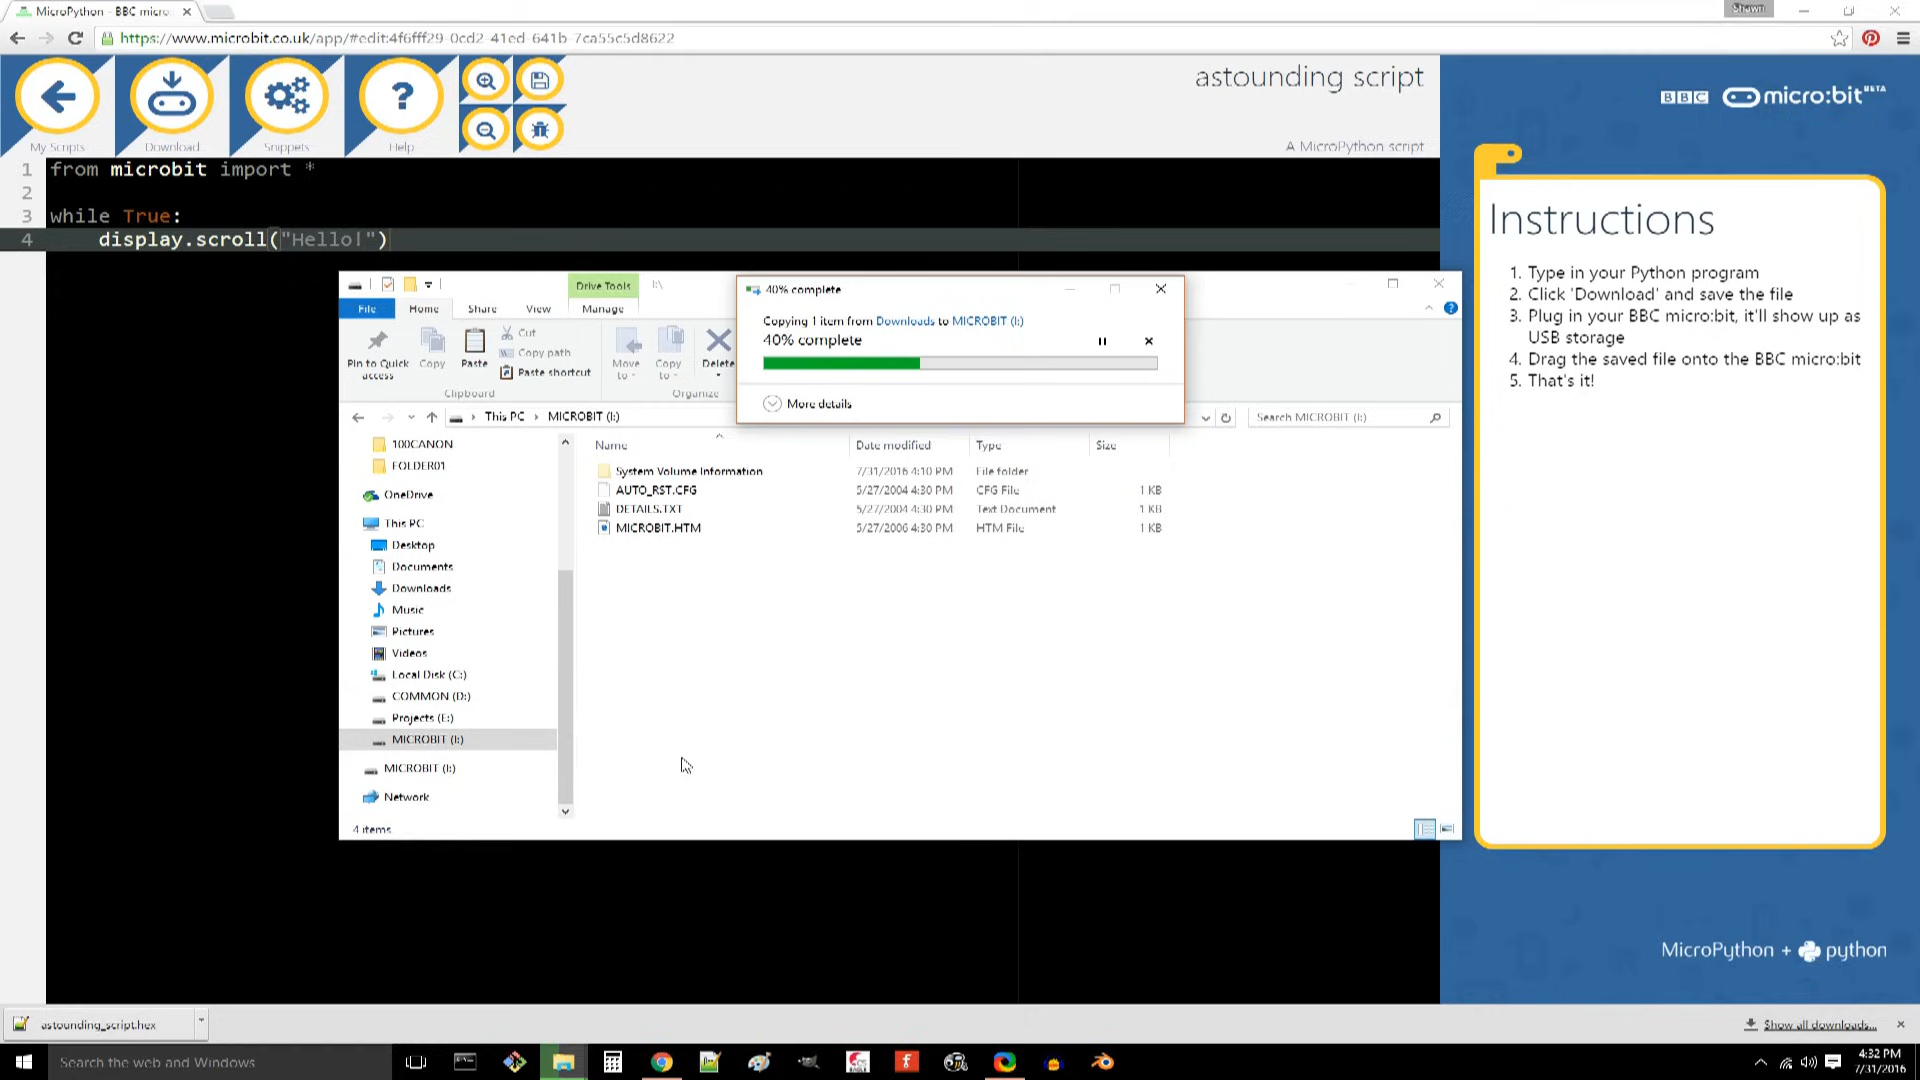 MicroPython - BBC micro:
Shawn
https://www.microbit.co.uk/app/#edit:4f6fff29-0cd2-41ed-641b-7ca55c5d8622
My Scripts
Download
Snippets
Help
astounding script
A MicroPython script
BBC micro:bit BETA
1 from microbit import *
2
3 while True:
4 display.scroll("Hello!")
Instructions
1. Type in your Python program
2. Click 'Download' and save the file
3. Plug in your BBC micro:bit, it'll show up as
USB storage
4. Drag the saved file onto the BBC micro:bit
5. That's it!
Drive Tools
I:\
File
Home
Share
View
Manage
Pin to Quick
access
Copy
Paste
Cut
Copy path
Paste shortcut
Clipboard
Move
to
Copy
to
Delete
Organize
40% complete
Copying 1 item from Downloads to MICROBIT (I:)
40% complete
More details
This PC
MICROBIT (I:)
Search MICROBIT (I:)
Name
Date modified
Type
Size
System Volume Information 7/31/2016 4:10 PM File folder
AUTO_RST.CFG 5/27/2004 4:30 PM CFG File 1 KB
DETAILS.TXT 5/27/2004 4:30 PM Text Document 1 KB
MICROBIT.HTM 5/27/2006 4:30 PM HTM File 1 KB
100CANON
FOLDER01
OneDrive
This PC
Desktop
Documents
Downloads
Music
Pictures
Videos
Local Disk (C:)
COMMON (D:)
Projects (E:)
MICROBIT (I:)
MICROBIT (I:)
Network
4 items
MicroPython + python
astounding_script.hex
Show all downloads...
Search the web and Windows
4:32 PM
7/31/2016